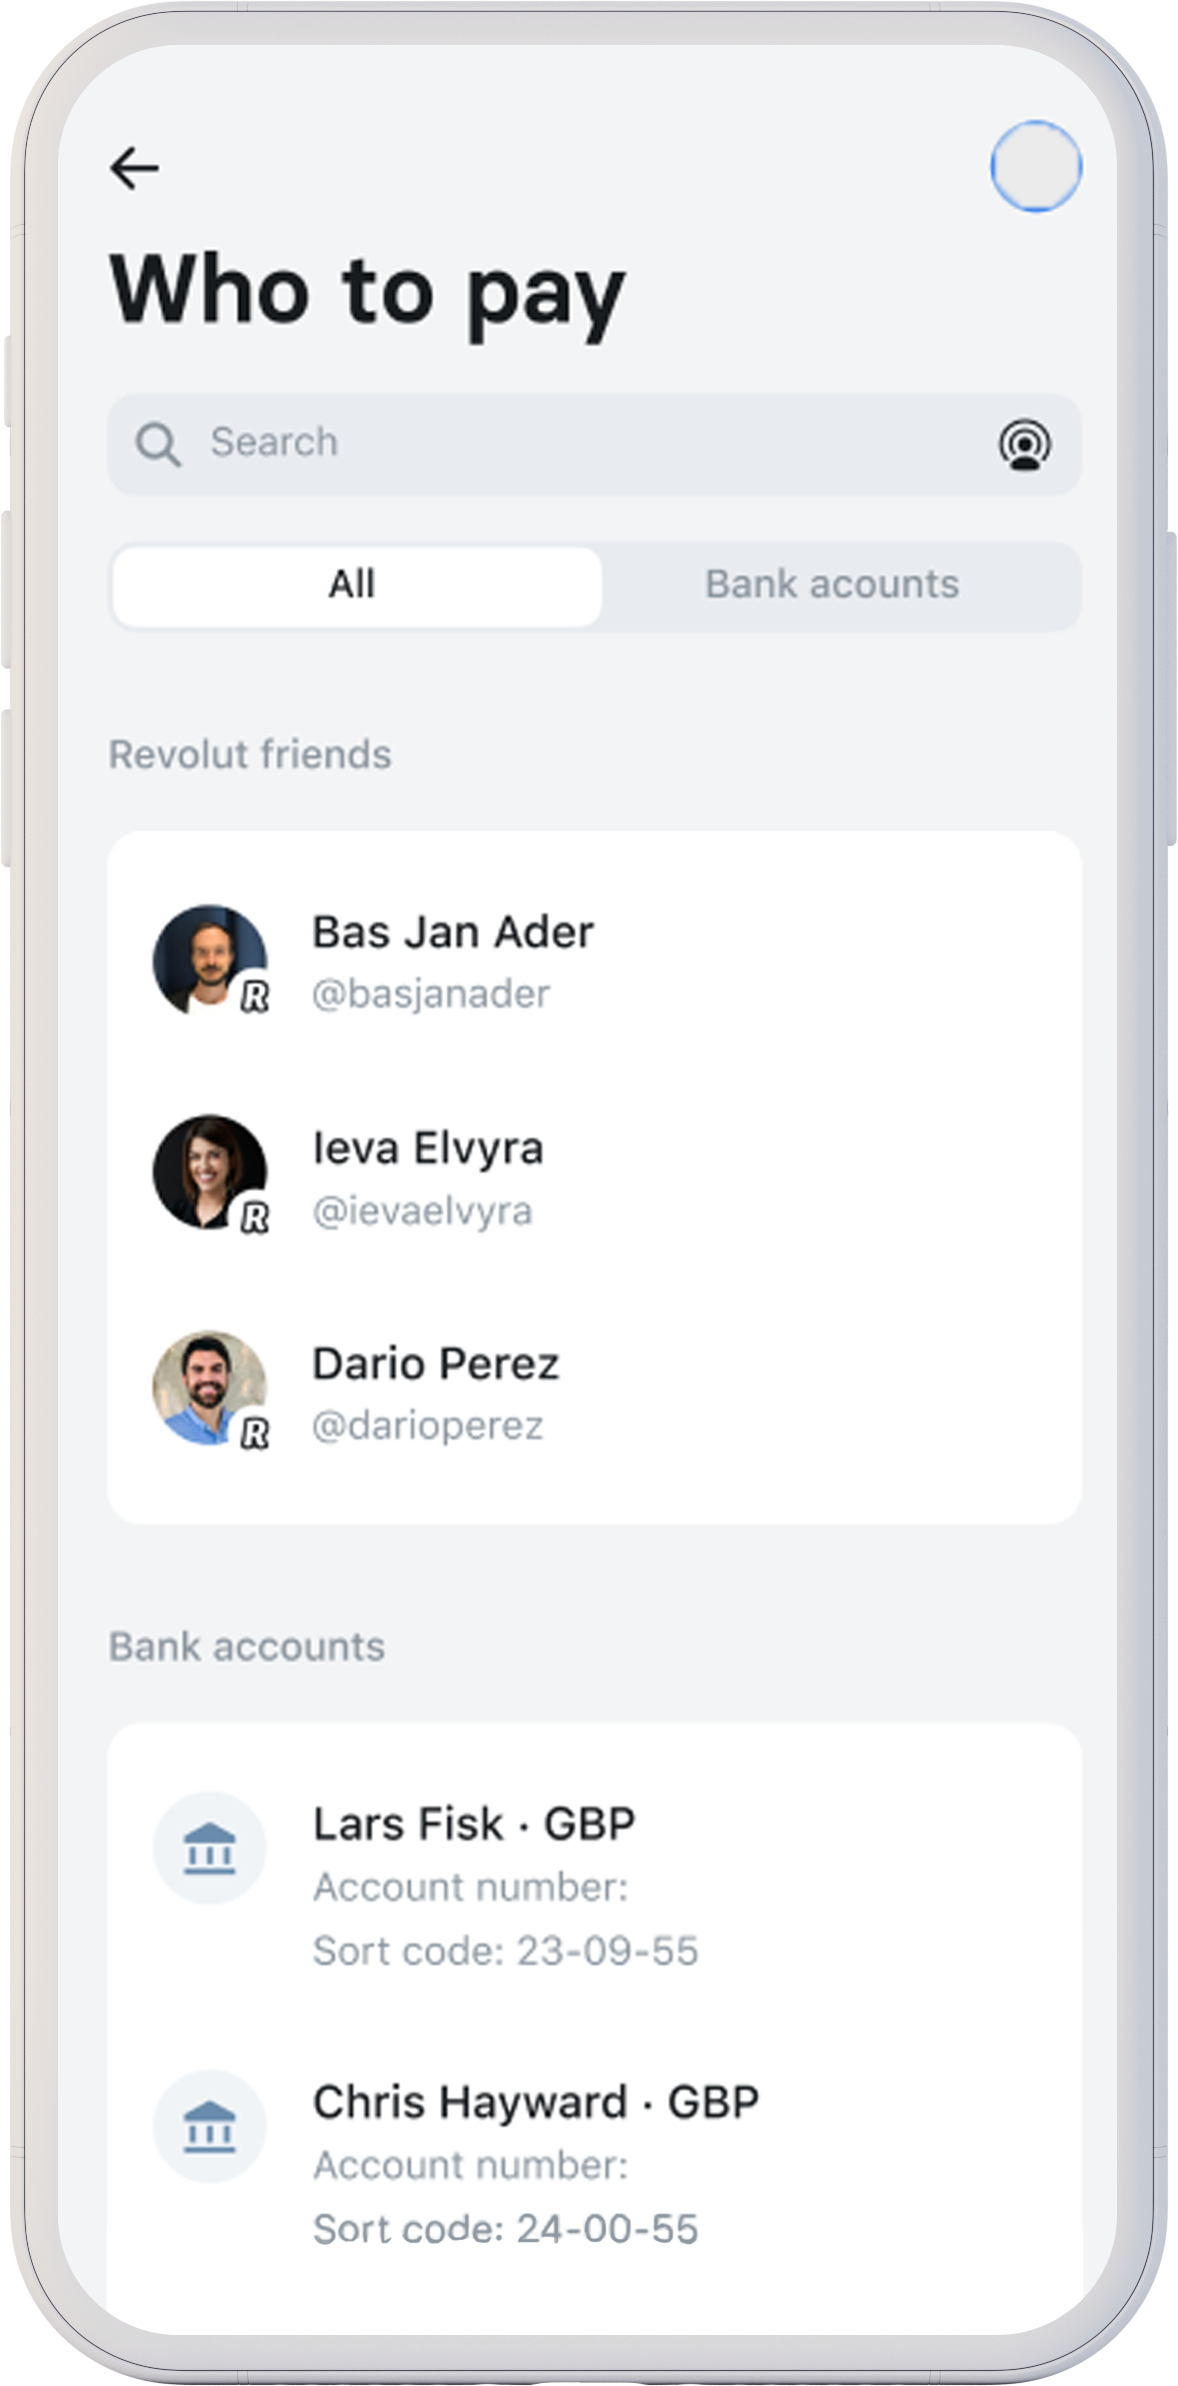 Who to pay
Search
All
Bank acounts
Revolut friends
Bas Jan Ader
@basjanader
R
Ieva Elvyra
@ievaelvyra
R
Dario Perez
@darioperez
R
Bank accounts
Lars Fisk · GBP
Account number:
Sort code: 23-09-55
Chris Hayward · GBP
Account number:
Sort code: 24-00-55